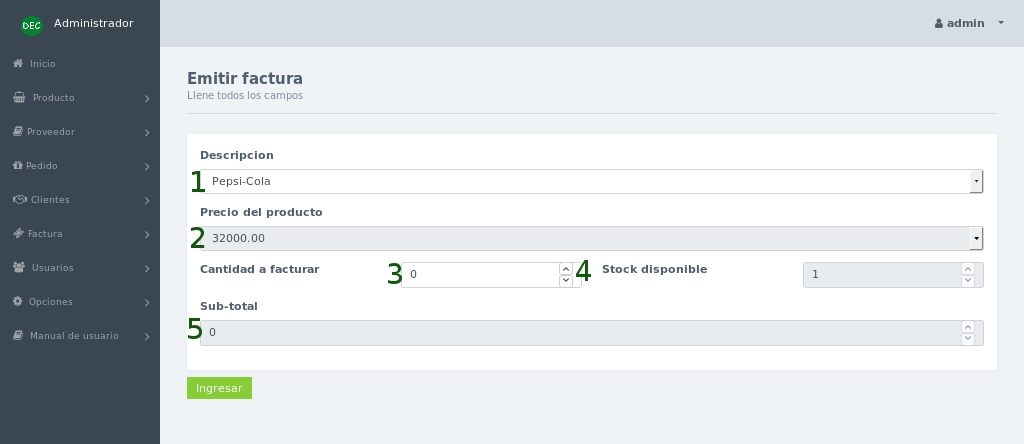 DEC Administrador
admin
Inicio
Producto
Proveedor
Pedido
Clientes
Factura
Usuarios
Opciones
Manual de usuario
Emitir factura
Llene todos los campos
Descripcion
1 Pepsi-Cola
Precio del producto
2 32000.00
Cantidad a facturar 3 0 4 Stock disponible 1
Sub-total
5 0
Ingresar